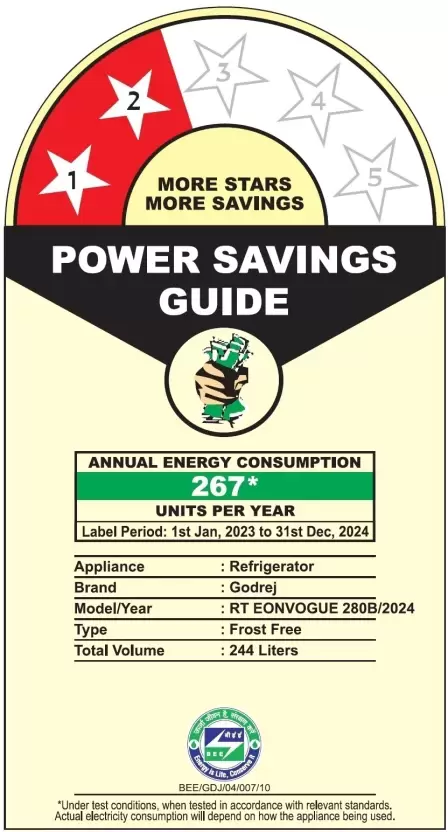 1
2
3
4
5
MORE STARS
MORE SAVINGS
POWER SAVINGS
GUIDE
ANNUAL ENERGY CONSUMPTION
267*
UNITS PER YEAR
Label Period: 1st Jan, 2023 to 31st Dec, 2024
Appliance : Refrigerator
Brand : Godrej
Model/Year : RT EONVOGUE 280B/2024
Type : Frost Free
Total Volume : 244 Liters
BEE
Energy is Life, Conserve it
BEE/GDJ/04/007/10
*Under test conditions, when tested in accordance with relevant standards.
Actual electricity consumption will depend on how the appliance being used.